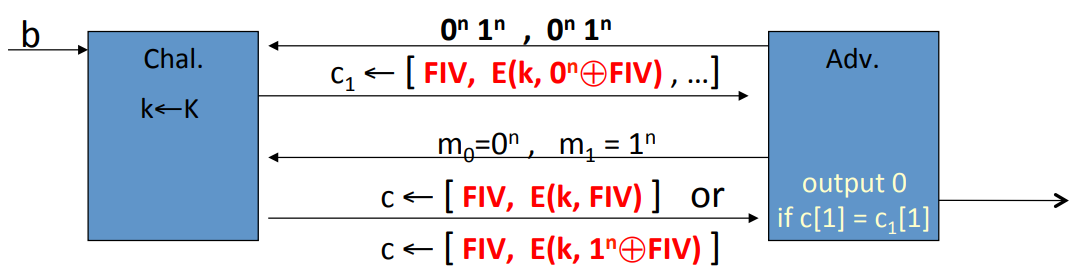 b
Chal.
k←K
0ⁿ 1ⁿ , 0ⁿ 1ⁿ
c₁ ← [ FIV, E(k, 0ⁿ⊕FIV) , …]
m₀=0ⁿ , m₁ = 1ⁿ
c ← [ FIV, E(k, FIV) ] or
c ← [ FIV, E(k, 1ⁿ⊕FIV) ]
Adv.
output 0
if c[1] = c₁[1]